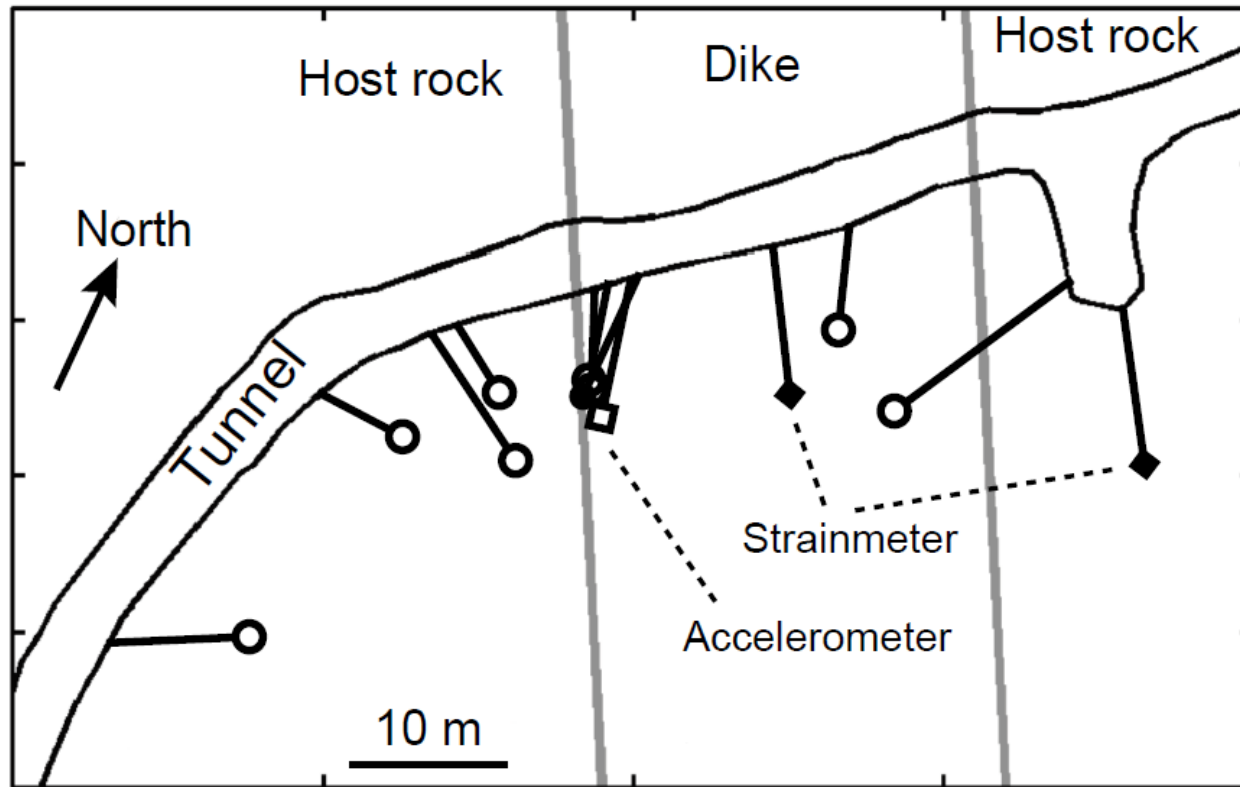 Host rock
Dike
Host rock
North
Tunnel
Strainmeter
Accelerometer
10 m